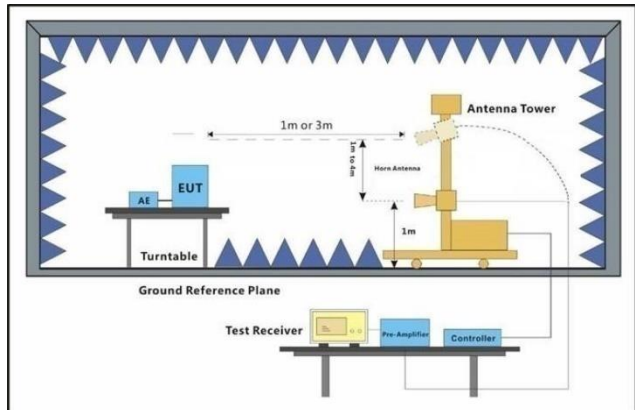 Antenna Tower
1m or 3m
1m to 4m
Horn Antenna
EUT
AE
1m
Turntable
Ground Reference Plane
Test Receiver
Pre-Amplifier
Controller